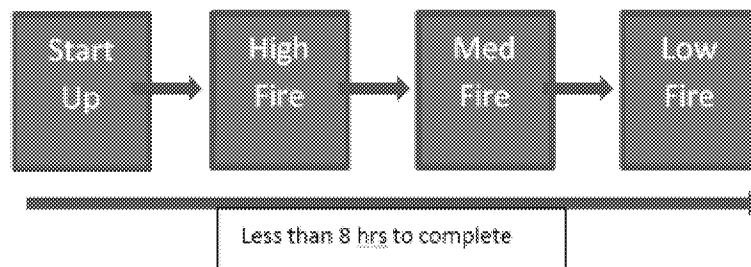 Start
Up
High
Fire
Med
Fire
Low
Fire
Less than 8 hrs to complete